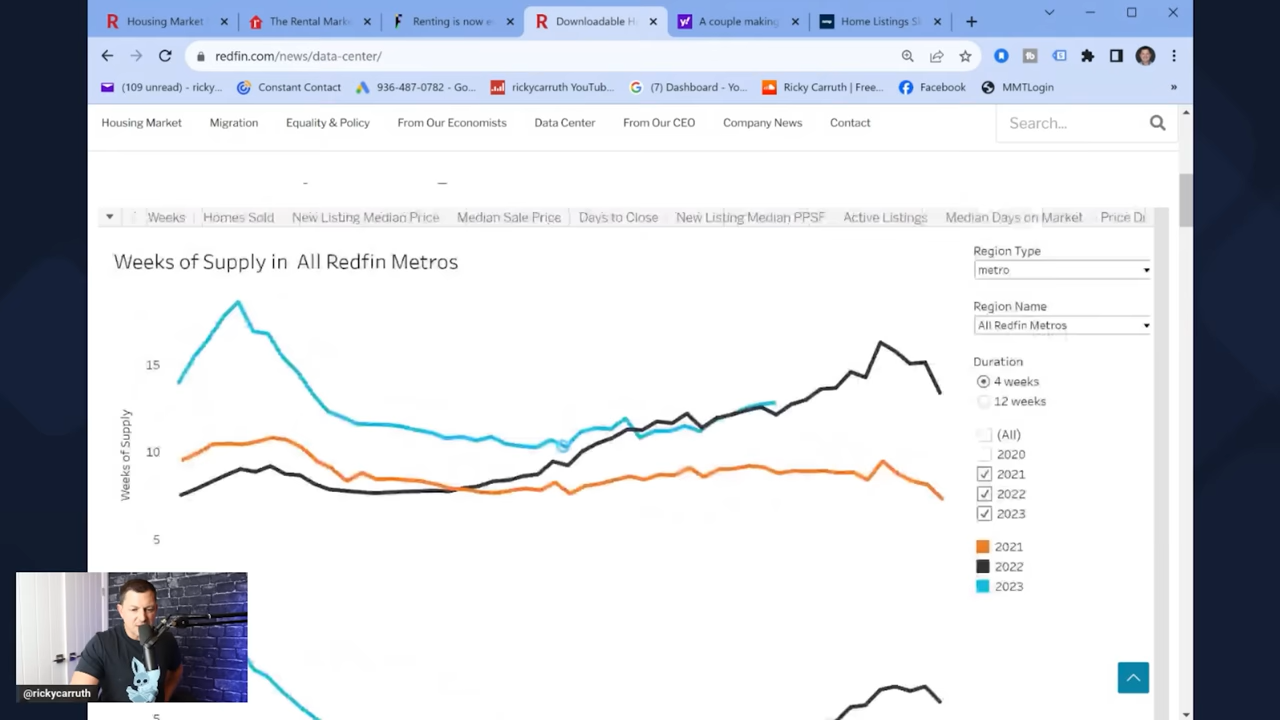 Housing Market
The Rental Mark
Renting is now e
Downloadable H
A couple making
Home Listings S
redfin.com/news/data-center/
(109 unread) - ricky...
Constant Contact
936-487-0782 - Go...
rickycarruth YouTub...
(7) Dashboard - Yo...
Ricky Carruth | Free...
Facebook
MMTLogin
»
Housing Market
Migration
Equality & Policy
From Our Economists
Data Center
From Our CEO
Company News
Contact
Search...
Weeks
Homes Sold
New Listing Median Price
Median Sale Price
Days to Close
New Listing Median PPSF
Active Listings
Median Days on Market
Price D
Weeks of Supply in All Redfin Metros
Region Type
metro
Region Name
All Redfin Metros
Duration
4 weeks
12 weeks
(All)
2020
2021
2022
2023
2021
2022
2023
Weeks of Supply
15
10
5
5
@rickycarruth